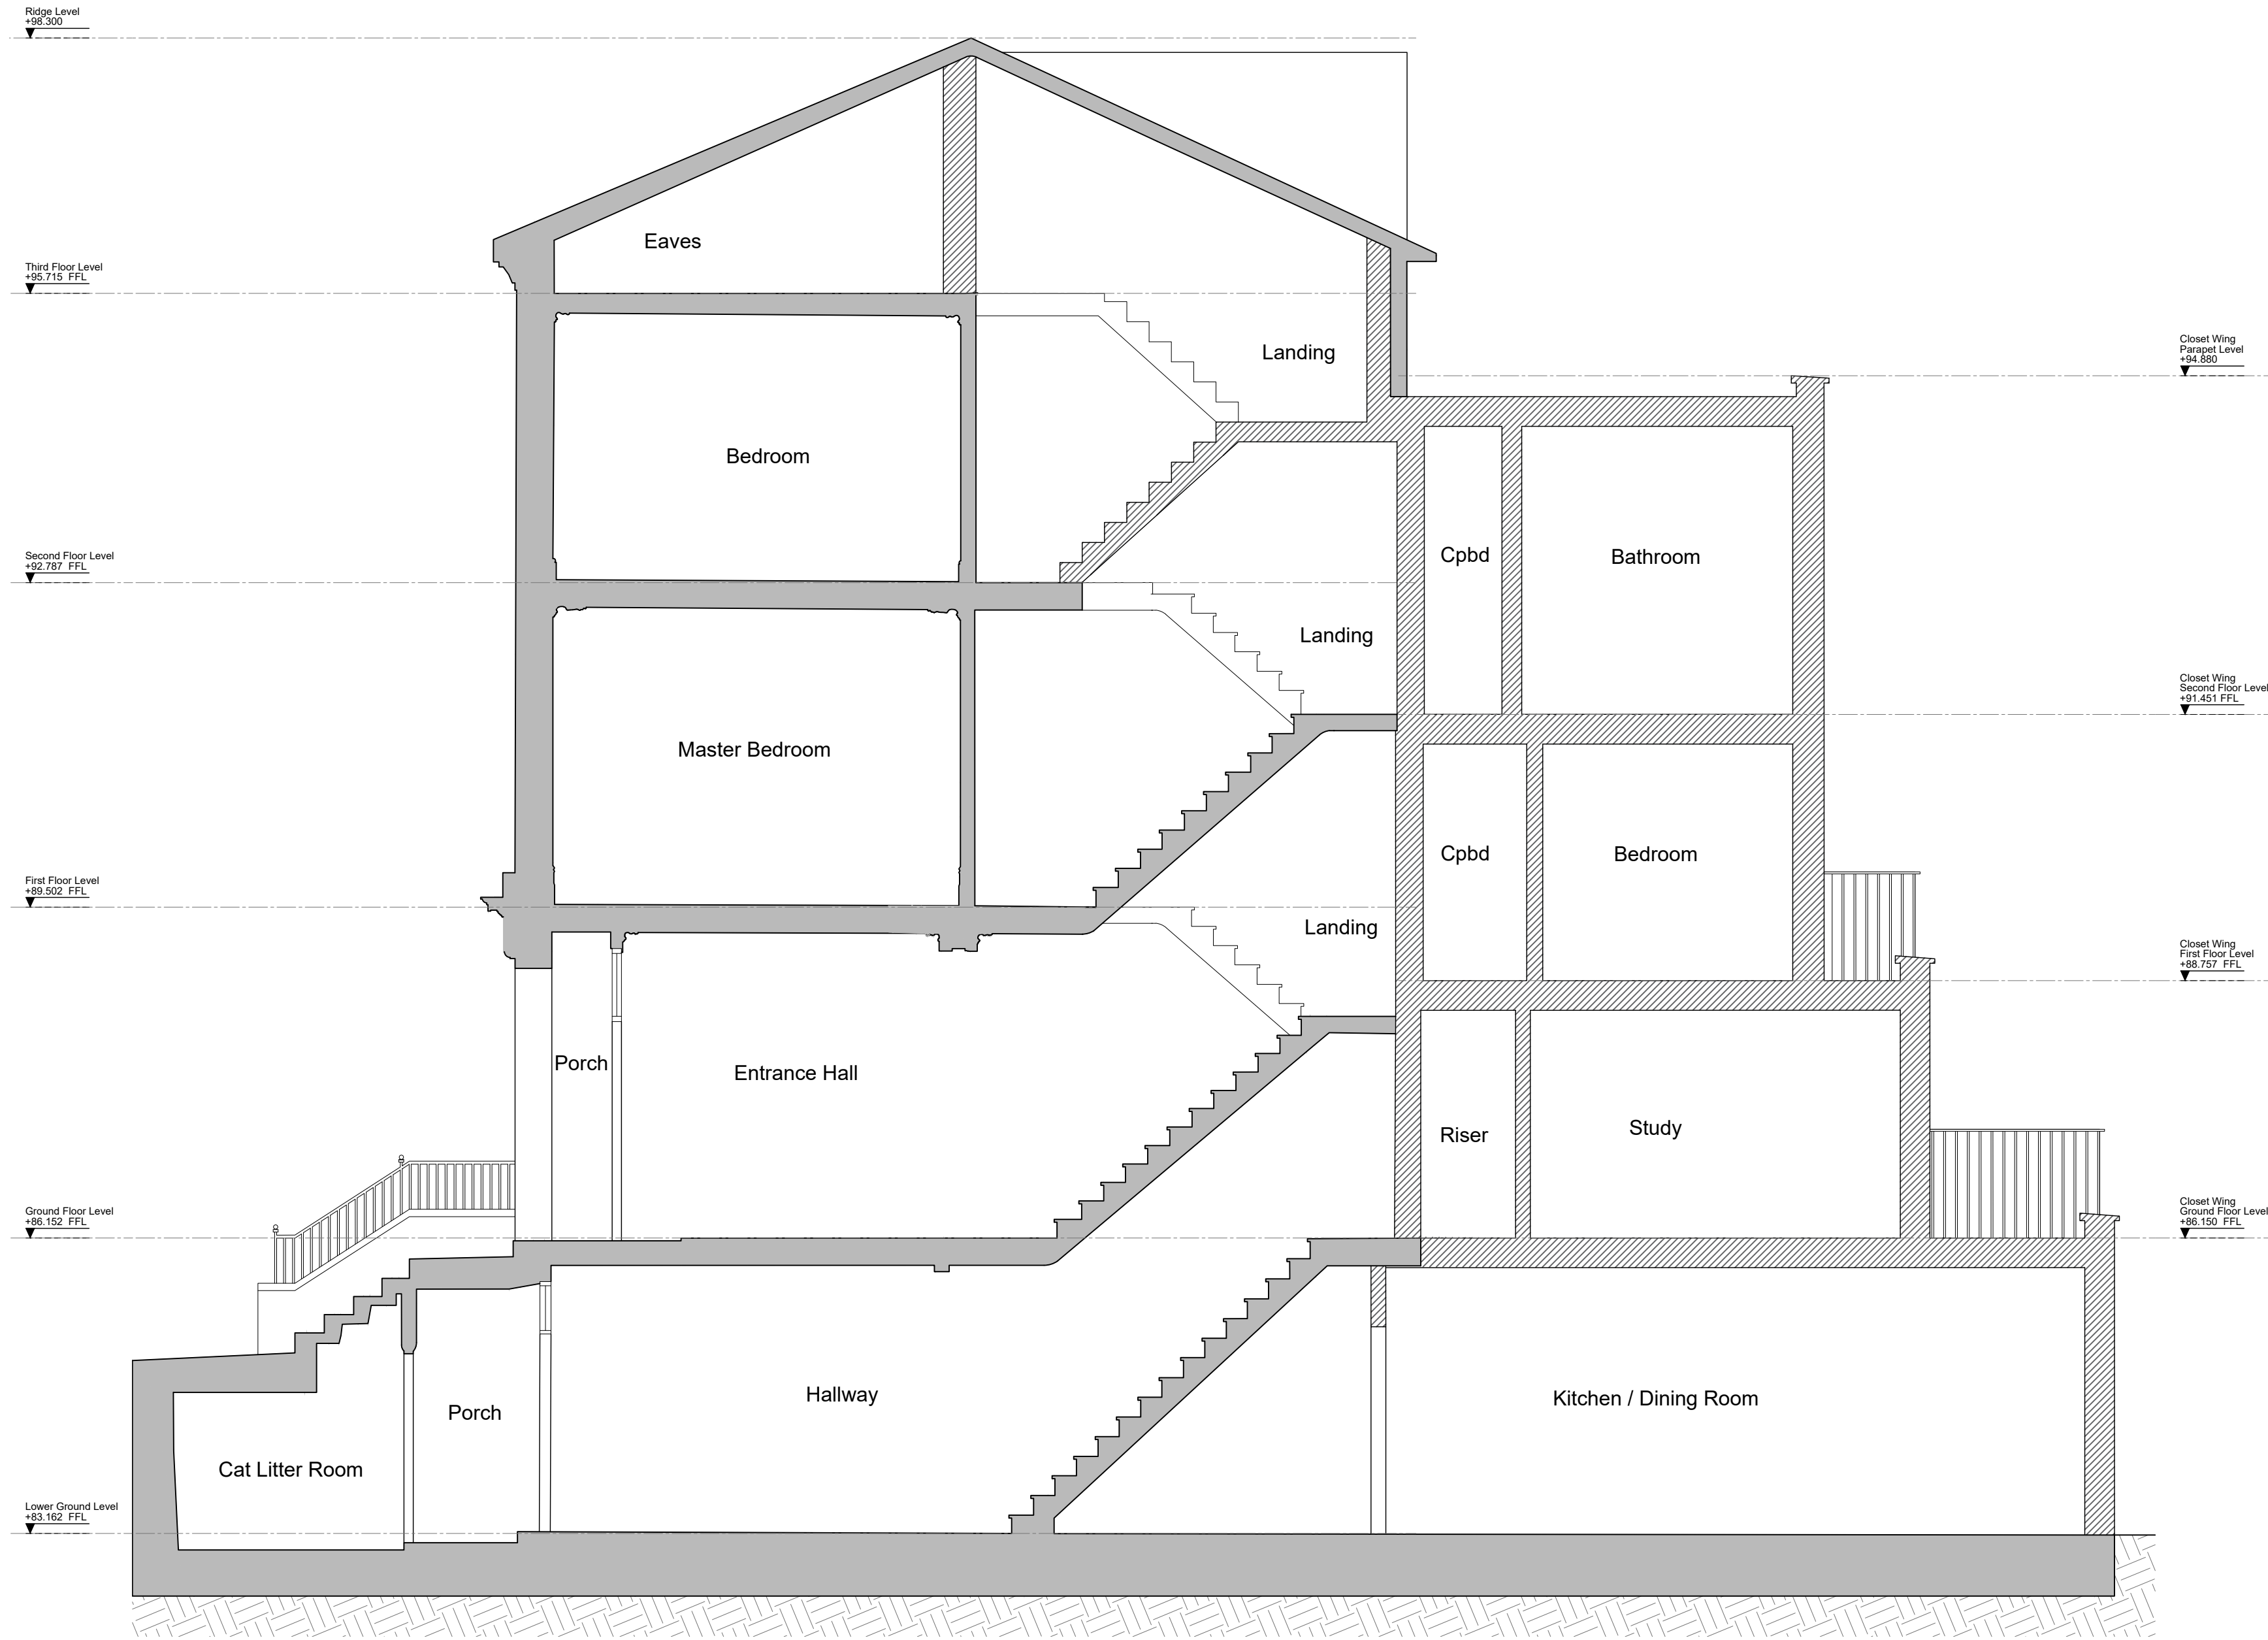 Ridge Level
+98.300
Eaves
Third Floor Level
+95.715 FFL
Landing
Closet Wing
Parapet Level
+94.880
Bedroom
Second Floor Level
+92.787 FFL
Cpbd
Bathroom
Landing
Closet Wing
Second Floor Level
+91.451 FFL
Master Bedroom
Cpbd
Bedroom
First Floor Level
+89.502 FFL
Landing
Closet Wing
First Floor Level
+88.757 FFL
Porch
Entrance Hall
Riser
Study
Ground Floor Level
+86.152 FFL
Closet Wing
Ground Floor Level
+86.150 FFL
Hallway
Kitchen / Dining Room
Porch
Cat Litter Room
Lower Ground Level
+83.162 FFL